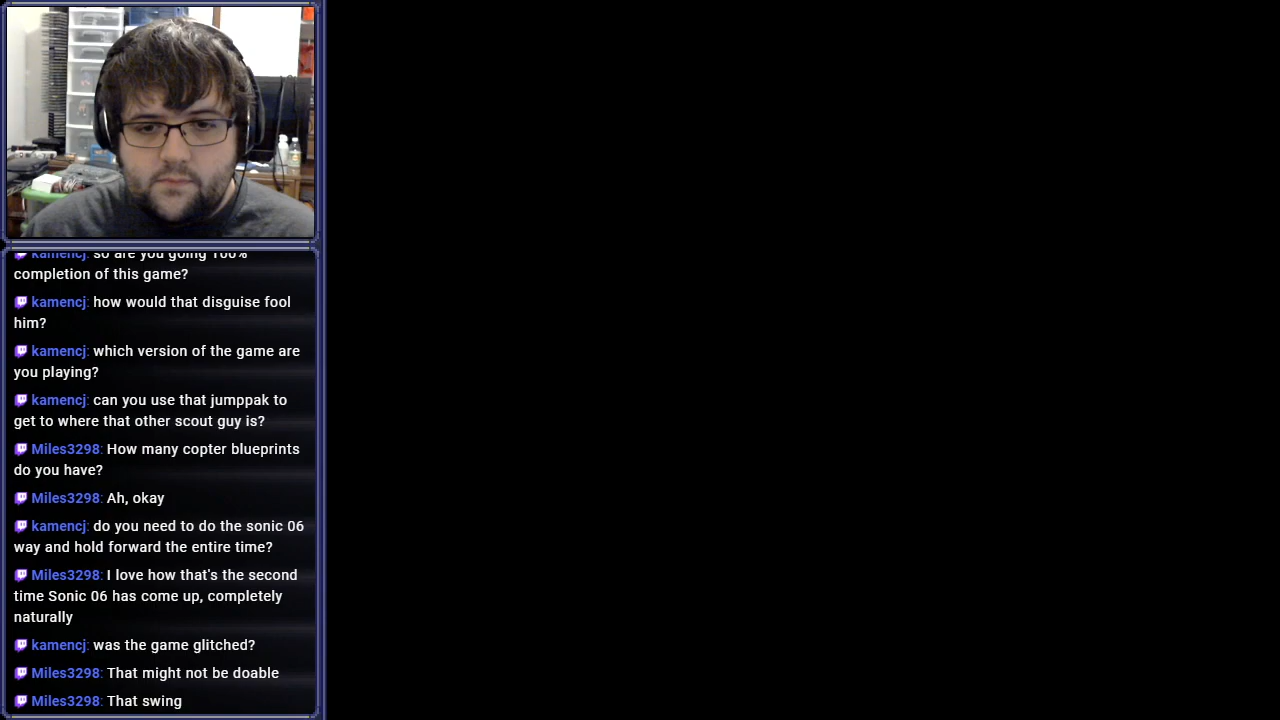 kamencj: so are you going 100%
completion of this game?
kamencj: how would that disguise fool
him?
kamencj: which version of the game are
you playing?
kamencj: can you use that jumppak to
get to where that other scout guy is?
Miles3298: How many copter blueprints
do you have?
Miles3298: Ah, okay
kamencj: do you need to do the sonic 06
way and hold forward the entire time?
Miles3298: I love how that's the second
time Sonic 06 has come up, completely
naturally
kamencj: was the game glitched?
Miles3298: That might not be doable
Miles3298: That swing